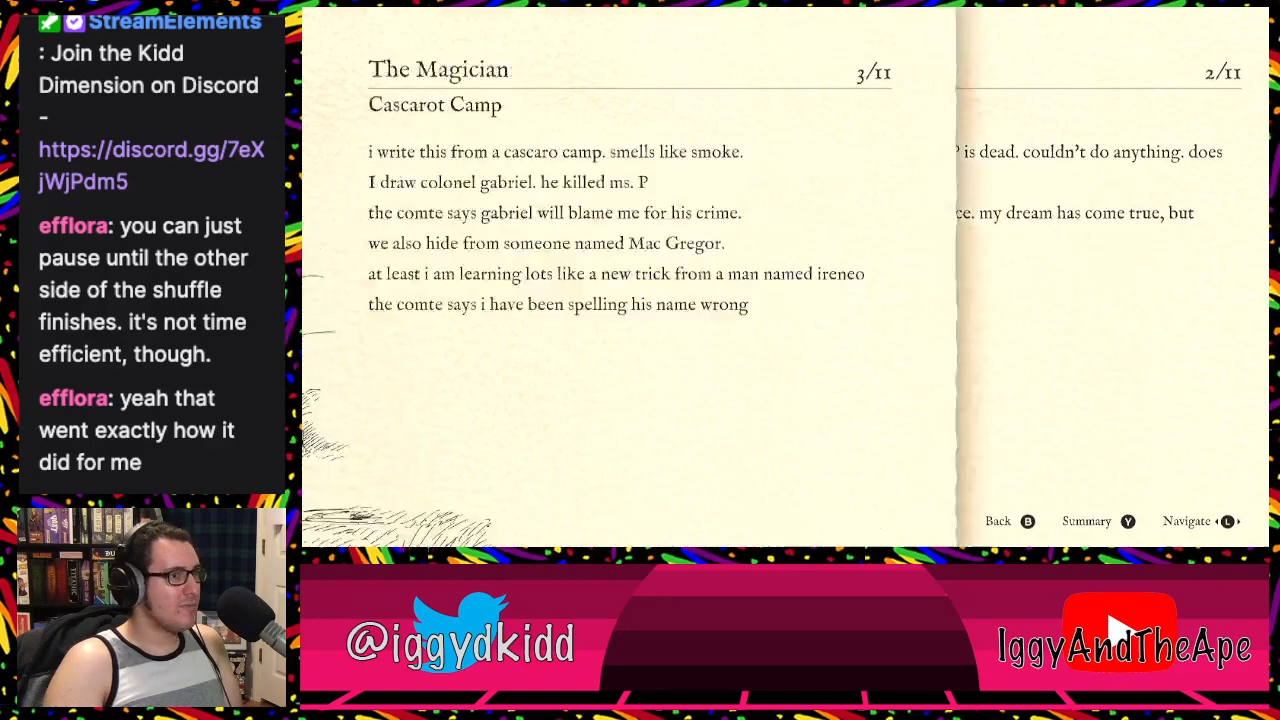 StreamElements
: Join the Kidd
Dimension on Discord
-
https://discord.gg/7eX
jWjPdm5
efflora: you can just
pause until the other
side of the shuffle
finishes. it's not time
efficient, though.
efflora: yeah that
went exactly how it
did for me
The Magician 3/11
Cascarot Camp
i write this from a cascaro camp. smells like smoke.
I draw colonel gabriel. he killed ms. P
the comte says gabriel will blame me for his crime.
we also hide from someone named Mac Gregor.
at least i am learning lots like a new trick from a man named ireneo
the comte says i have been spelling his name wrong
2/11
is dead. couldn't do anything. does
ce. my dream has come true, but
Back B Summary Y Navigate L
TITANIC
@iggydkidd
IggyAndTheApe